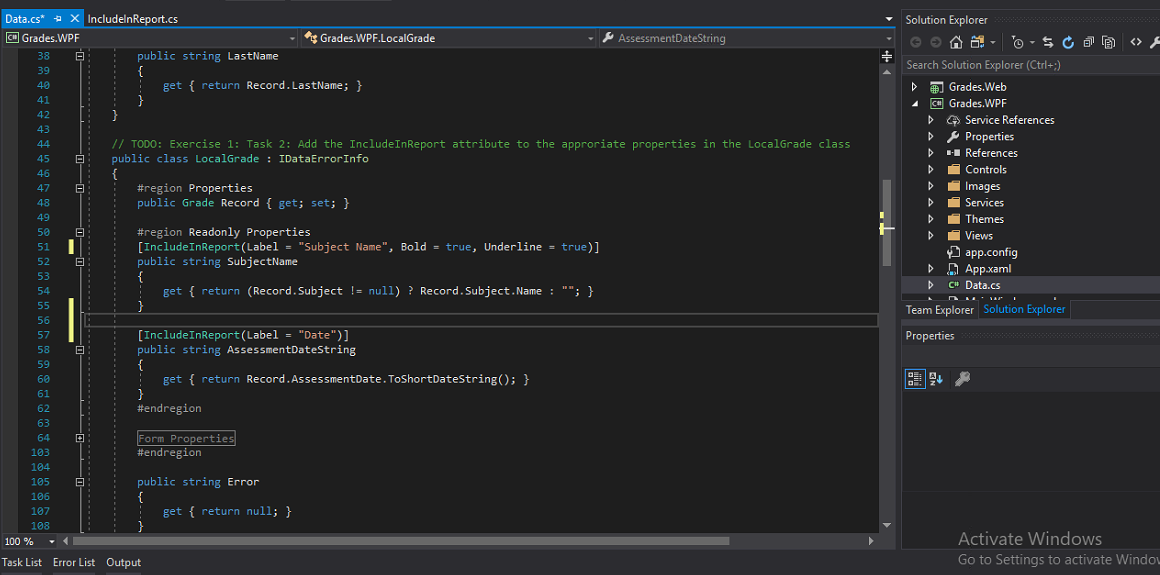 Data.cs*
IncludeInReport.cs
Grades.WPF
Grades.WPF.LocalGrade
AssessmentDateString
38 public string LastName
39 {
40 get { return Record.LastName; }
41 }
42 }
43
44 // TODO: Exercise 1: Task 2: Add the IncludeInReport attribute to the approriate properties in the LocalGrade class
45 public class LocalGrade : IDataErrorInfo
46 {
47 #region Properties
48 public Grade Record { get; set; }
49
50 #region Readonly Properties
51 [IncludeInReport(Label = "Subject Name", Bold = true, Underline = true)]
52 public string SubjectName
53 {
54 get { return (Record.Subject != null) ? Record.Subject.Name : ""; }
55 }
56
57 [IncludeInReport(Label = "Date")]
58 public string AssessmentDateString
59 {
60 get { return Record.AssessmentDate.ToShortDateString(); }
61 }
62 #endregion
63
64 Form Properties
103 #endregion
104
105 public string Error
106 {
107 get { return null; }
108 }
100 %
Task List Error List Output
Solution Explorer
Search Solution Explorer (Ctrl+;)
Grades.Web
C# Grades.WPF
Service References
Properties
References
Controls
Images
Services
Themes
Views
app.config
App.xaml
C# Data.cs
Team Explorer Solution Explorer
Properties
Activate Windows
Go to Settings to activate Window